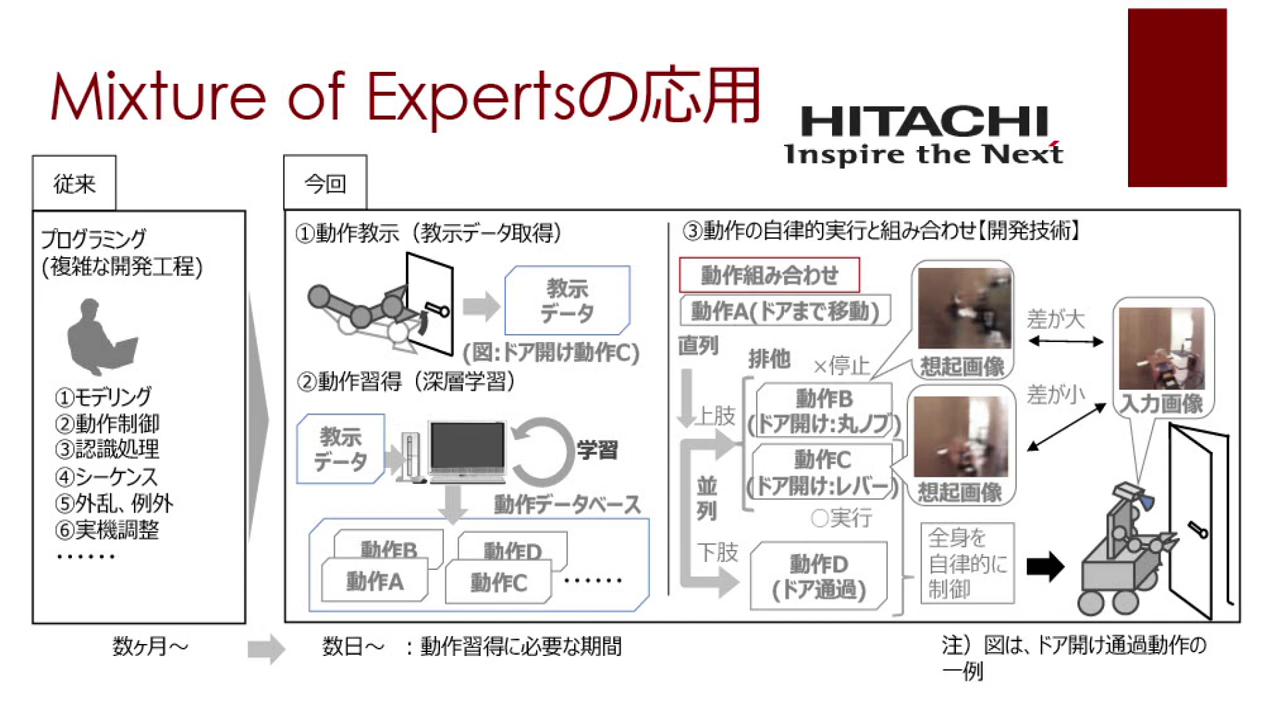 Mixture of Expertsの応用
HITACHI
Inspire the Next
従来
プログラミング
(複雑な開発工程)
①モデリング
②動作制御
③認識処理
④シーケンス
⑤外乱、例外
⑥実機調整
‥‥‥
今回
①動作教示（教示データ取得）
教示
データ
(図:ドア開け動作C)
②動作習得（深層学習）
教示
データ
学習
動作データベース
動作B
動作D
動作A
動作C
‥‥‥
③動作の自律的実行と組み合わせ【開発技術】
動作組み合わせ
動作A(ドアまで移動)
直列
排他
×停止
想起画像
差が大
入力画像
差が小
上肢
動作B
(ドア開け:丸ノブ)
動作C
(ドア開け:レバー)
想起画像
並
列
○実行
下肢
動作D
(ドア通過)
全身を
自律的に
制御
数ヶ月～
数日～ ：動作習得に必要な期間
注）図は、ドア開け通過動作の
一例